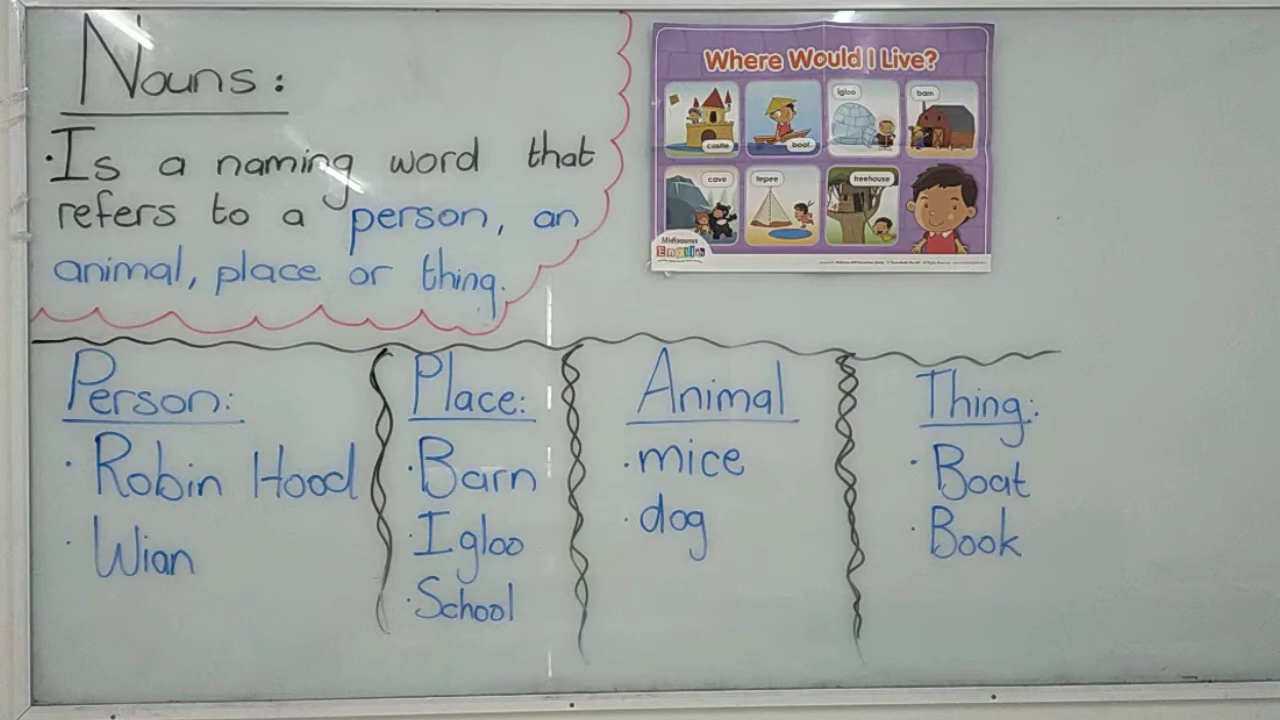 Nouns:
·Is a naming word that
refers to a person, an
animal, place or thing.
Where Would I Live?
castle
boat
igloo
barn
cave
tepee
treehouse
English
Person:
· Robin Hood
· Wian
Place:
·Barn
·Igloo
·School
Animal
·mice
·dog
Thing:
·Boat
·Book